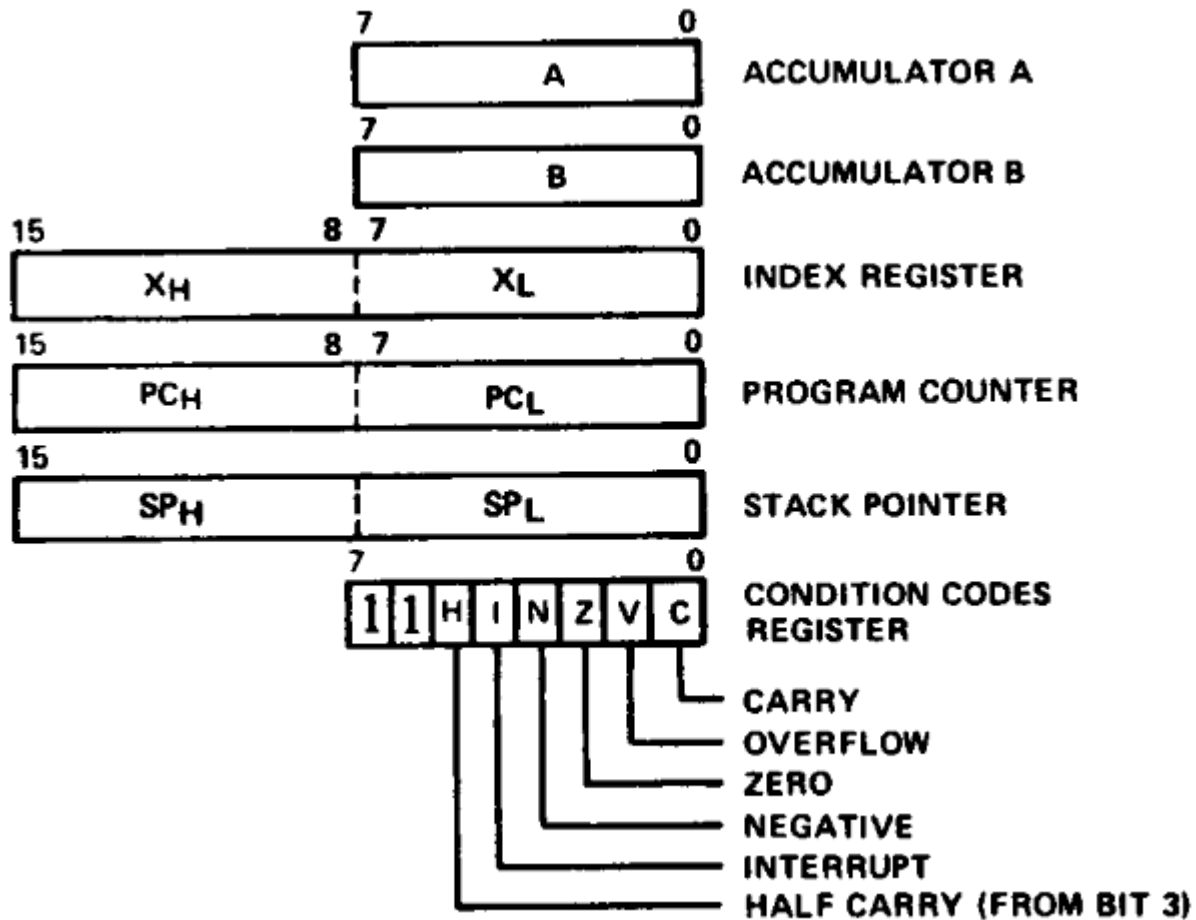 7 0
A ACCUMULATOR A
7 0
B ACCUMULATOR B
15 8 7 0
XH XL INDEX REGISTER
15 8 7 0
PCH PCL PROGRAM COUNTER
15 0
SPH SPL STACK POINTER
7 0
1 1 H I N Z V C CONDITION CODES
REGISTER
CARRY
OVERFLOW
ZERO
NEGATIVE
INTERRUPT
HALF CARRY (FROM BIT 3)